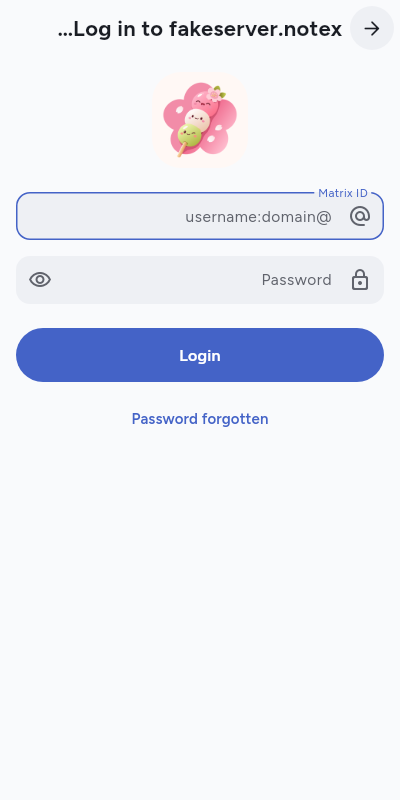 ...Log in to fakeserver.notex
Matrix ID
username:domain@
Password
Login
Password forgotten